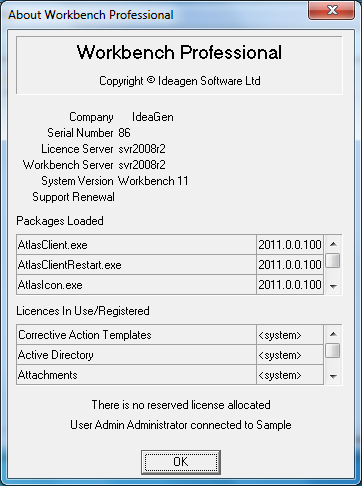 About Workbench Professional
Workbench Professional
Copyright © Ideagen Software Ltd
Company IdeaGen
Serial Number 86
Licence Server svr2008r2
Workbench Server svr2008r2
System Version Workbench 11
Support Renewal
Packages Loaded
AtlasClient.exe 2011.0.0.100
AtlasClientRestart.exe 2011.0.0.100
AtlasIcon.exe 2011.0.0.100
Licences In Use/Registered
Corrective Action Templates <system>
Active Directory <system>
Attachments <system>
There is no reserved license allocated
User Admin Administrator connected to Sample
OK